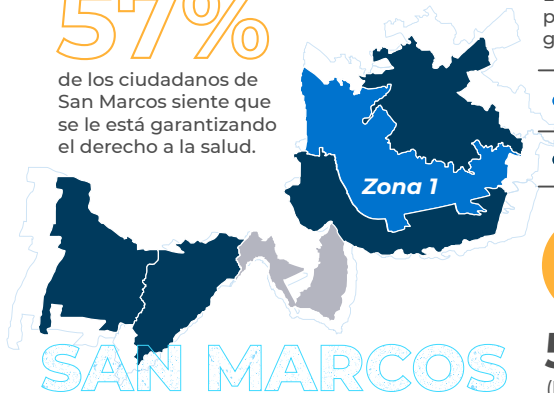 57%
de los ciudadanos de
San Marcos siente que
se le está garantizando
el derecho a la salud.
Zona 1
SAN MARCOS